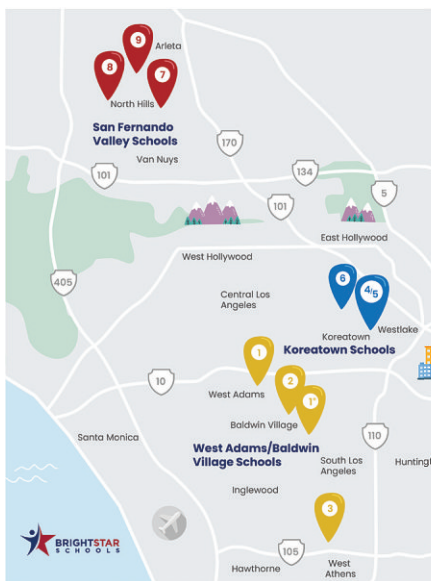 9
Arleta
8
7
North Hills
San Fernando
Valley Schools
Van Nuys
170
134
101
5
101
East Hollywood
West Hollywood
405
6
4/5
Central Los
Angeles
Koreatown
Westlake
Koreatown Schools
1
10
2
West Adams
1*
Baldwin Village
Santa Monica
110
West Adams/Baldwin
Village Schools
South Los
Angeles
Hunting
Inglewood
3
BRIGHTSTAR
SCHOOLS
105
Hawthorne
West
Athens